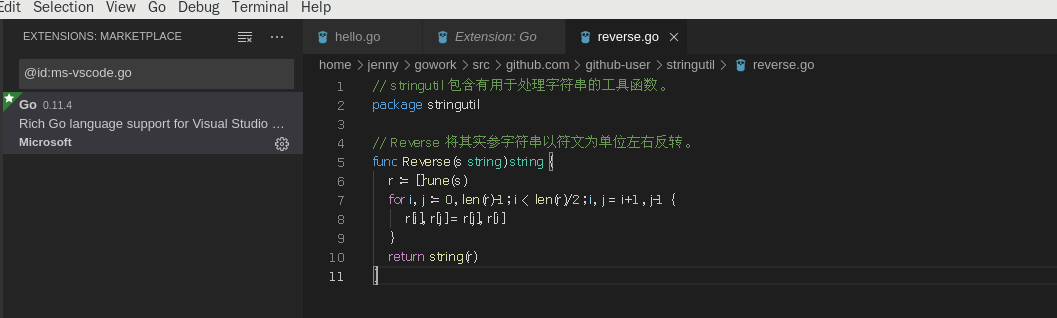 Edit Selection View Go Debug Terminal Help
EXTENSIONS: MARKETPLACE
@id:ms-vscode.go
Go 0.11.4
Rich Go language support for Visual Studio ...
Microsoft
hello.go Extension: Go reverse.go
home > jenny > gowork > src > github.com > github-user > stringutil > reverse.go
1 // stringutil 包含有用于处理字符串的工具函数。
2 package stringutil
3
4 // Reverse 将其实参字符串以符文为单位左右反转。
5 func Reverse(s string)string {
6 r := []rune(s)
7 for i, j := 0, len(r)-1; i < len(r)/2; i, j = i+1, j-1 {
8 r[i], r[j] = r[j], r[i]
9 }
10 return string(r)
11 }